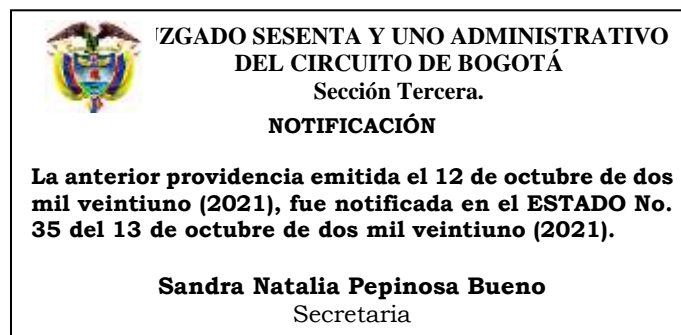 ZGADO SESENTA Y UNO ADMINISTRATIVO
DEL CIRCUITO DE BOGOTÁ
Sección Tercera.
NOTIFICACIÓN
La anterior providencia emitida el 12 de octubre de dos
mil veintiuno (2021), fue notificada en el ESTADO No.
35 del 13 de octubre de dos mil veintiuno (2021).
Sandra Natalia Pepinosa Bueno
Secretaria